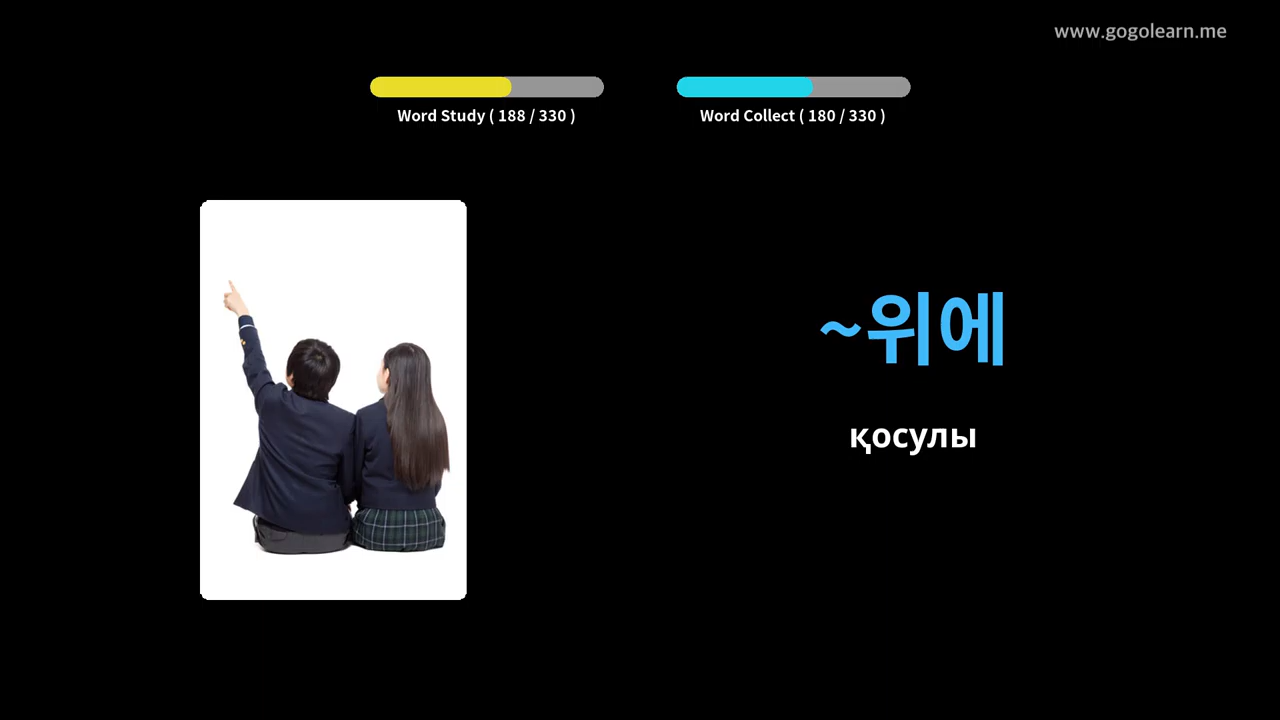 www.gogolearn.me
Word Study ( 188 / 330 )
Word Collect ( 180 / 330 )
~위에
қосулы